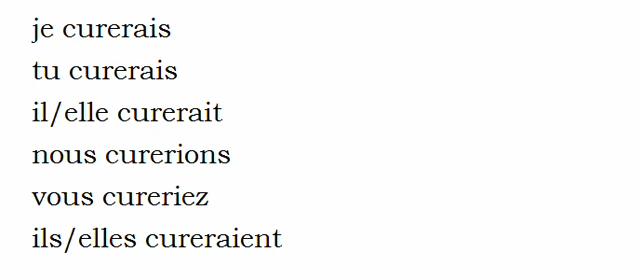 je curerais
tu curerais
il/elle curerait
nous curerions
vous cureriez
ils/elles cureraient